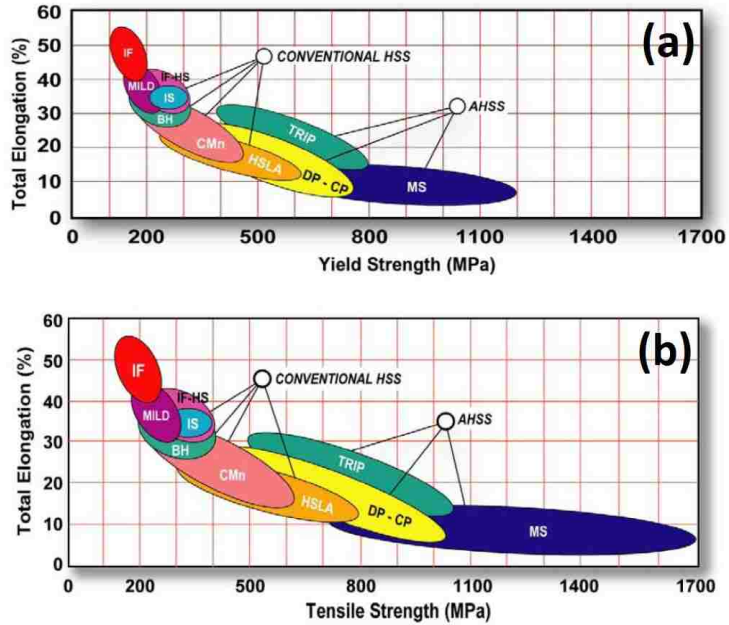 (a)
Total Elongation (%)
60
50
40
30
20
10
0
IF
CONVENTIONAL HSS
IF-HS
MILD
IS
BH
AHSS
TRIP
CMn
HSLA
DP - CP
MS
0 200 500 800 1100 1400 1700
Yield Strength (MPa)
(b)
Total Elongation (%)
60
50
40
30
20
10
0
IF
CONVENTIONAL HSS
IF-HS
MILD
IS
BH
AHSS
TRIP
CMn
HSLA
DP - CP
MS
0 200 500 800 1100 1400 1700
Tensile Strength (MPa)